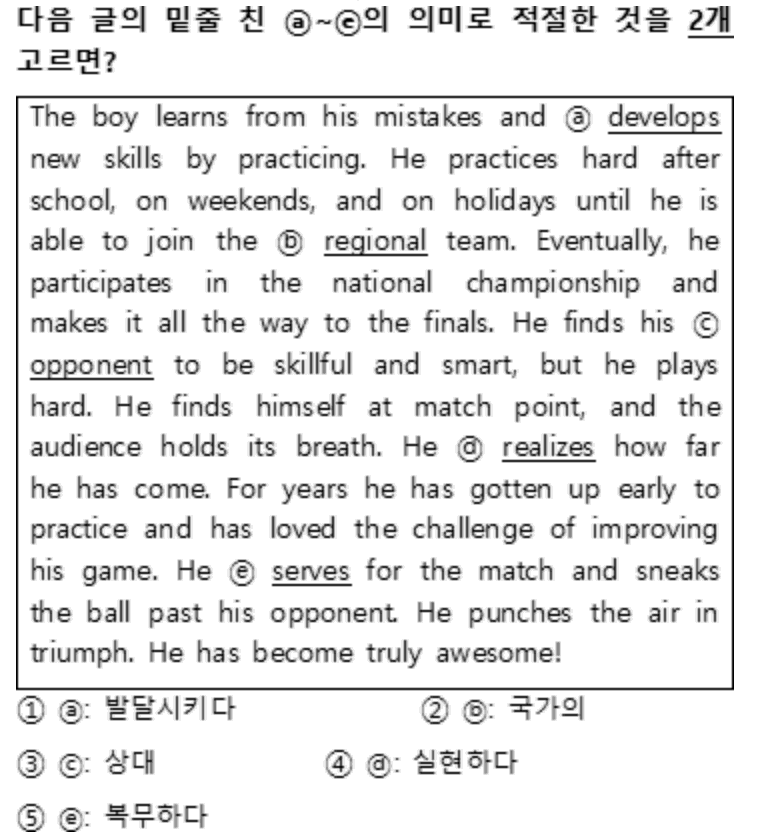 다음 글의 밑줄 친 ⓐ~ⓔ의 의미로 적절한 것을 2개
고르면?
The boy learns from his mistakes and ⓐ develops
new skills by practicing. He practices hard after
school, on weekends, and on holidays until he is
able to join the ⓑ regional team. Eventually, he
participates in the national championship and
makes it all the way to the finals. He finds his ⓒ
opponent to be skillful and smart, but he plays
hard. He finds himself at match point, and the
audience holds its breath. He ⓓ realizes how far
he has come. For years he has gotten up early to
practice and has loved the challenge of improving
his game. He ⓔ serves for the match and sneaks
the ball past his opponent. He punches the air in
triumph. He has become truly awesome!
① ⓐ: 발달시키다 ② ⓑ: 국가의
③ ⓒ: 상대 ④ ⓓ: 실현하다
⑤ ⓔ: 복무하다